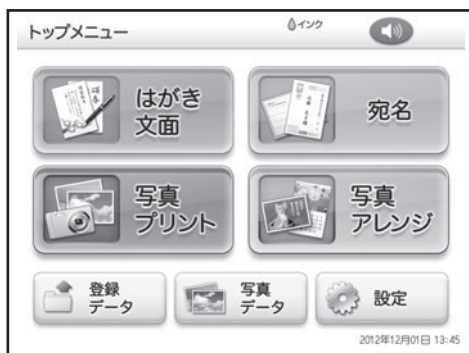 トップメニュー
インク
はがき
文面
宛名
写真
プリント
写真
アレンジ
登録
データ
写真
データ
設定
2012年12月01日 13:45